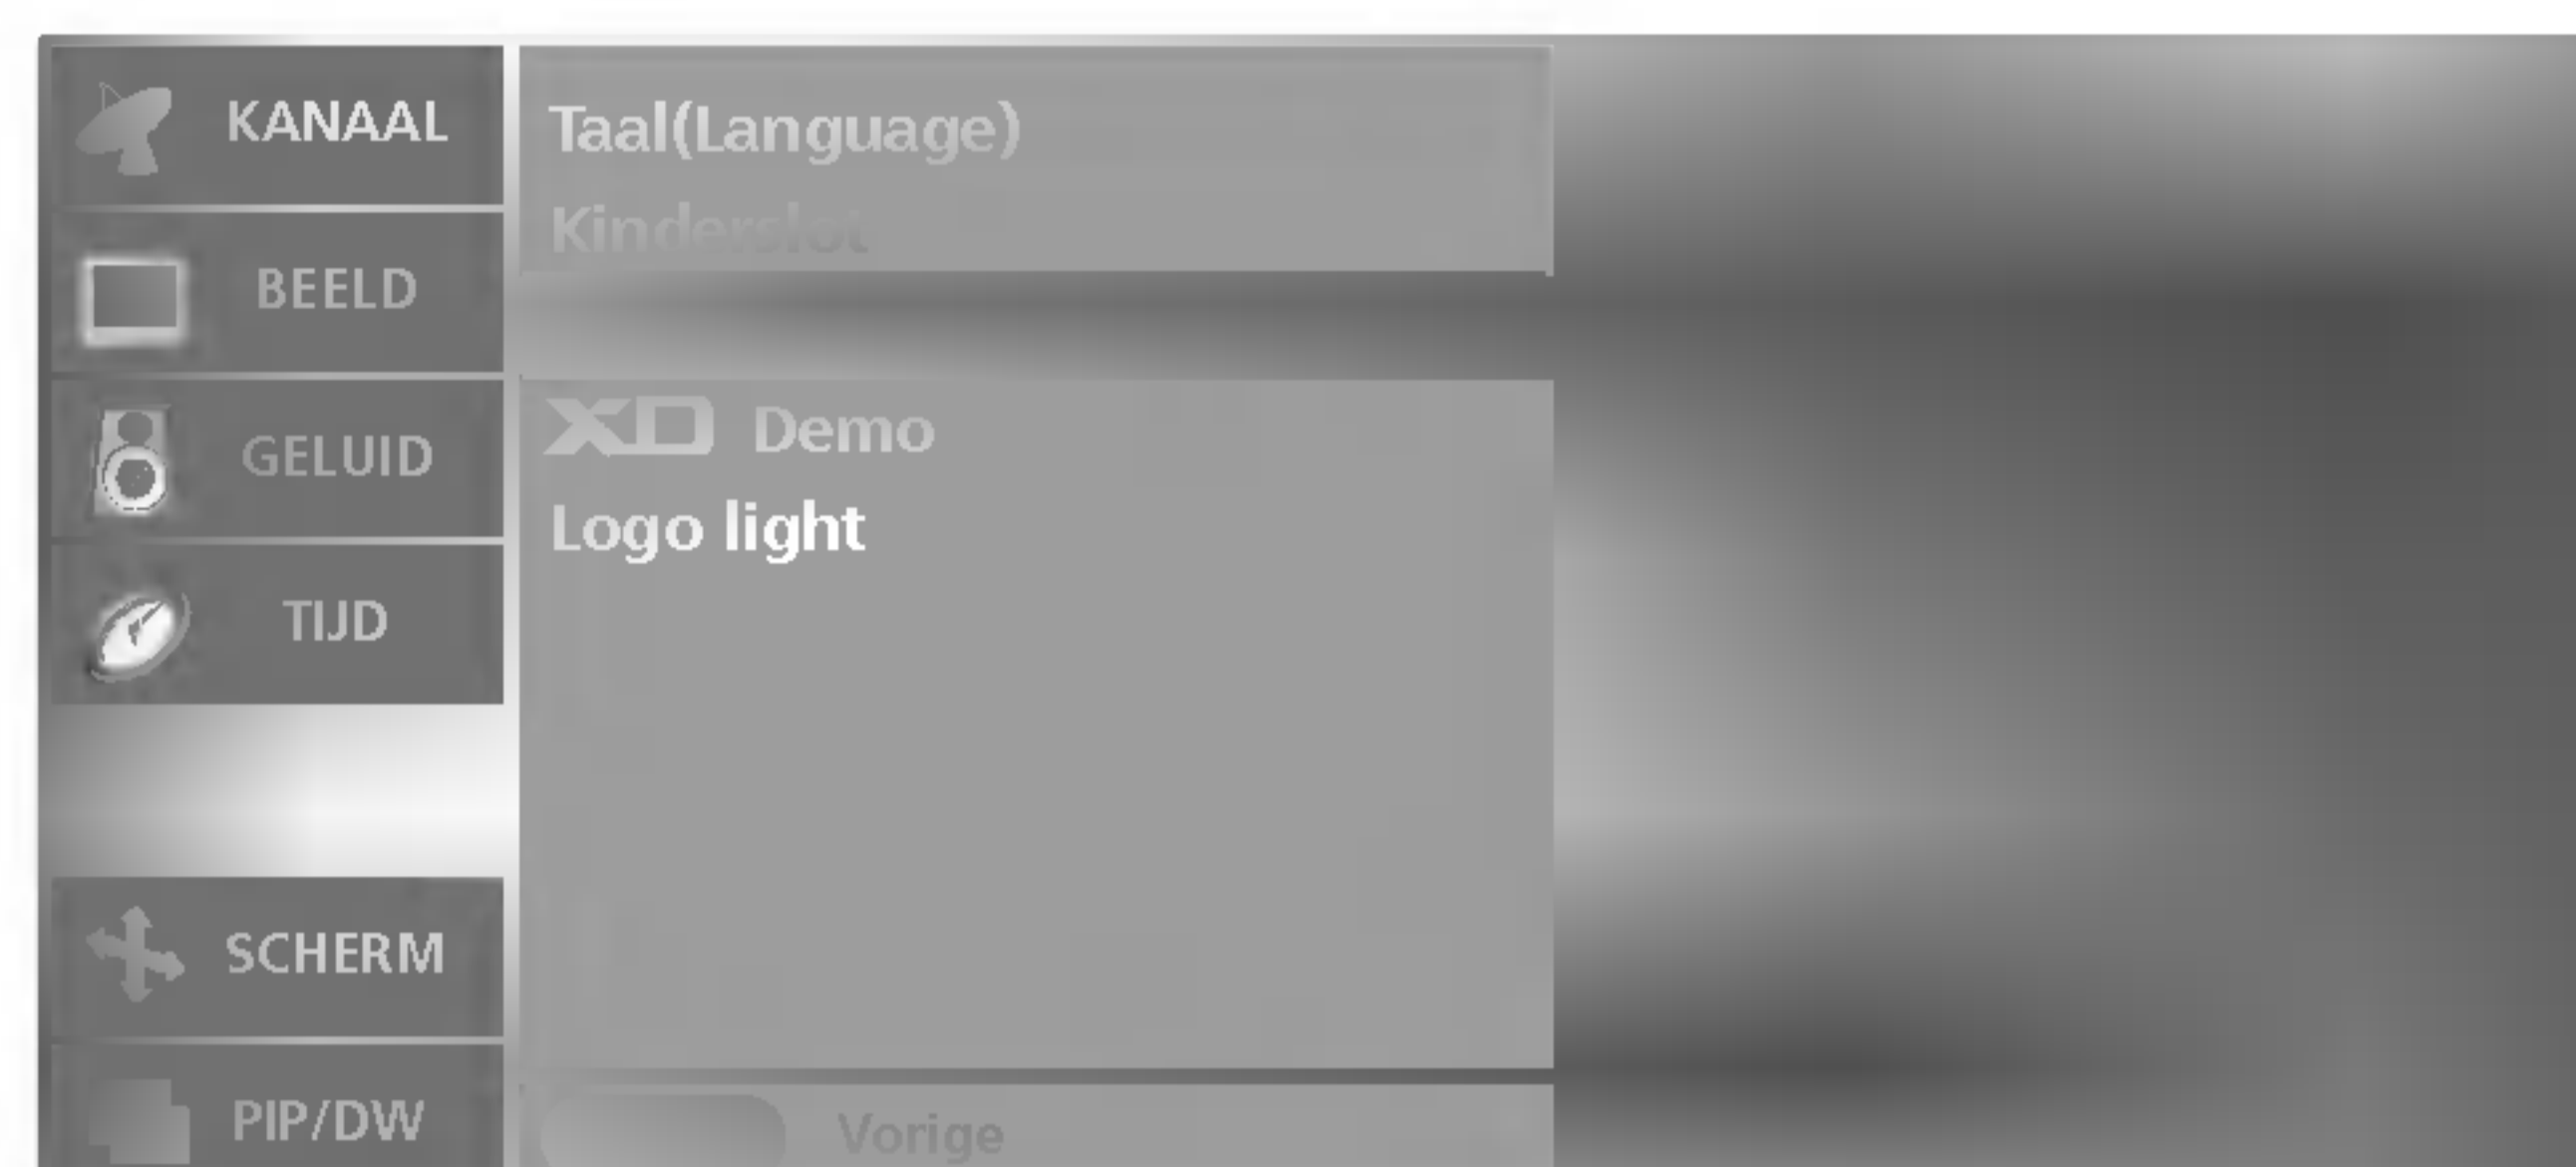 KANAAL
BEELD
GELUID
TIJD
SCHERM
PIP/DW
Taal(Language)
Kinderslot
XD Demo
Logo light
Vorige